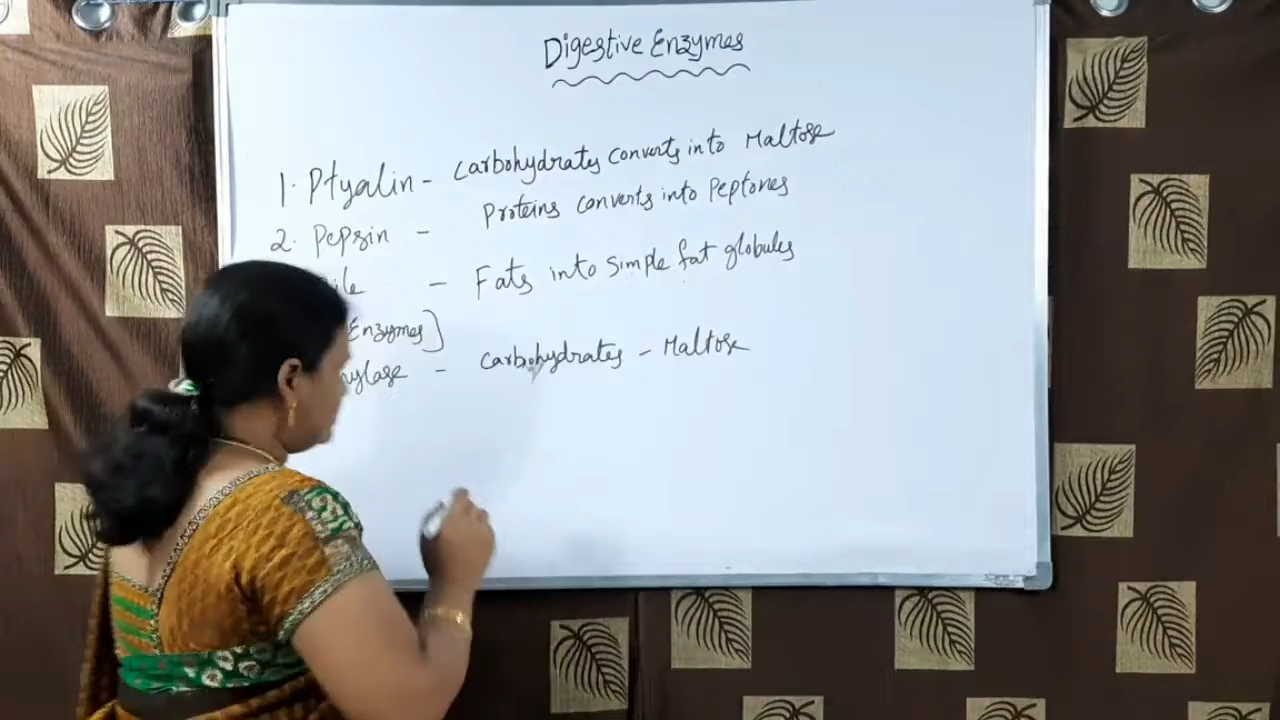 Digestive Enzymes
1. Ptyalin - Carbohydrates converts into Maltose
2. Pepsin - Proteins converts into Peptones
- Fats into simple fat globules
Enzymes]
- Carbohydrates - Maltose